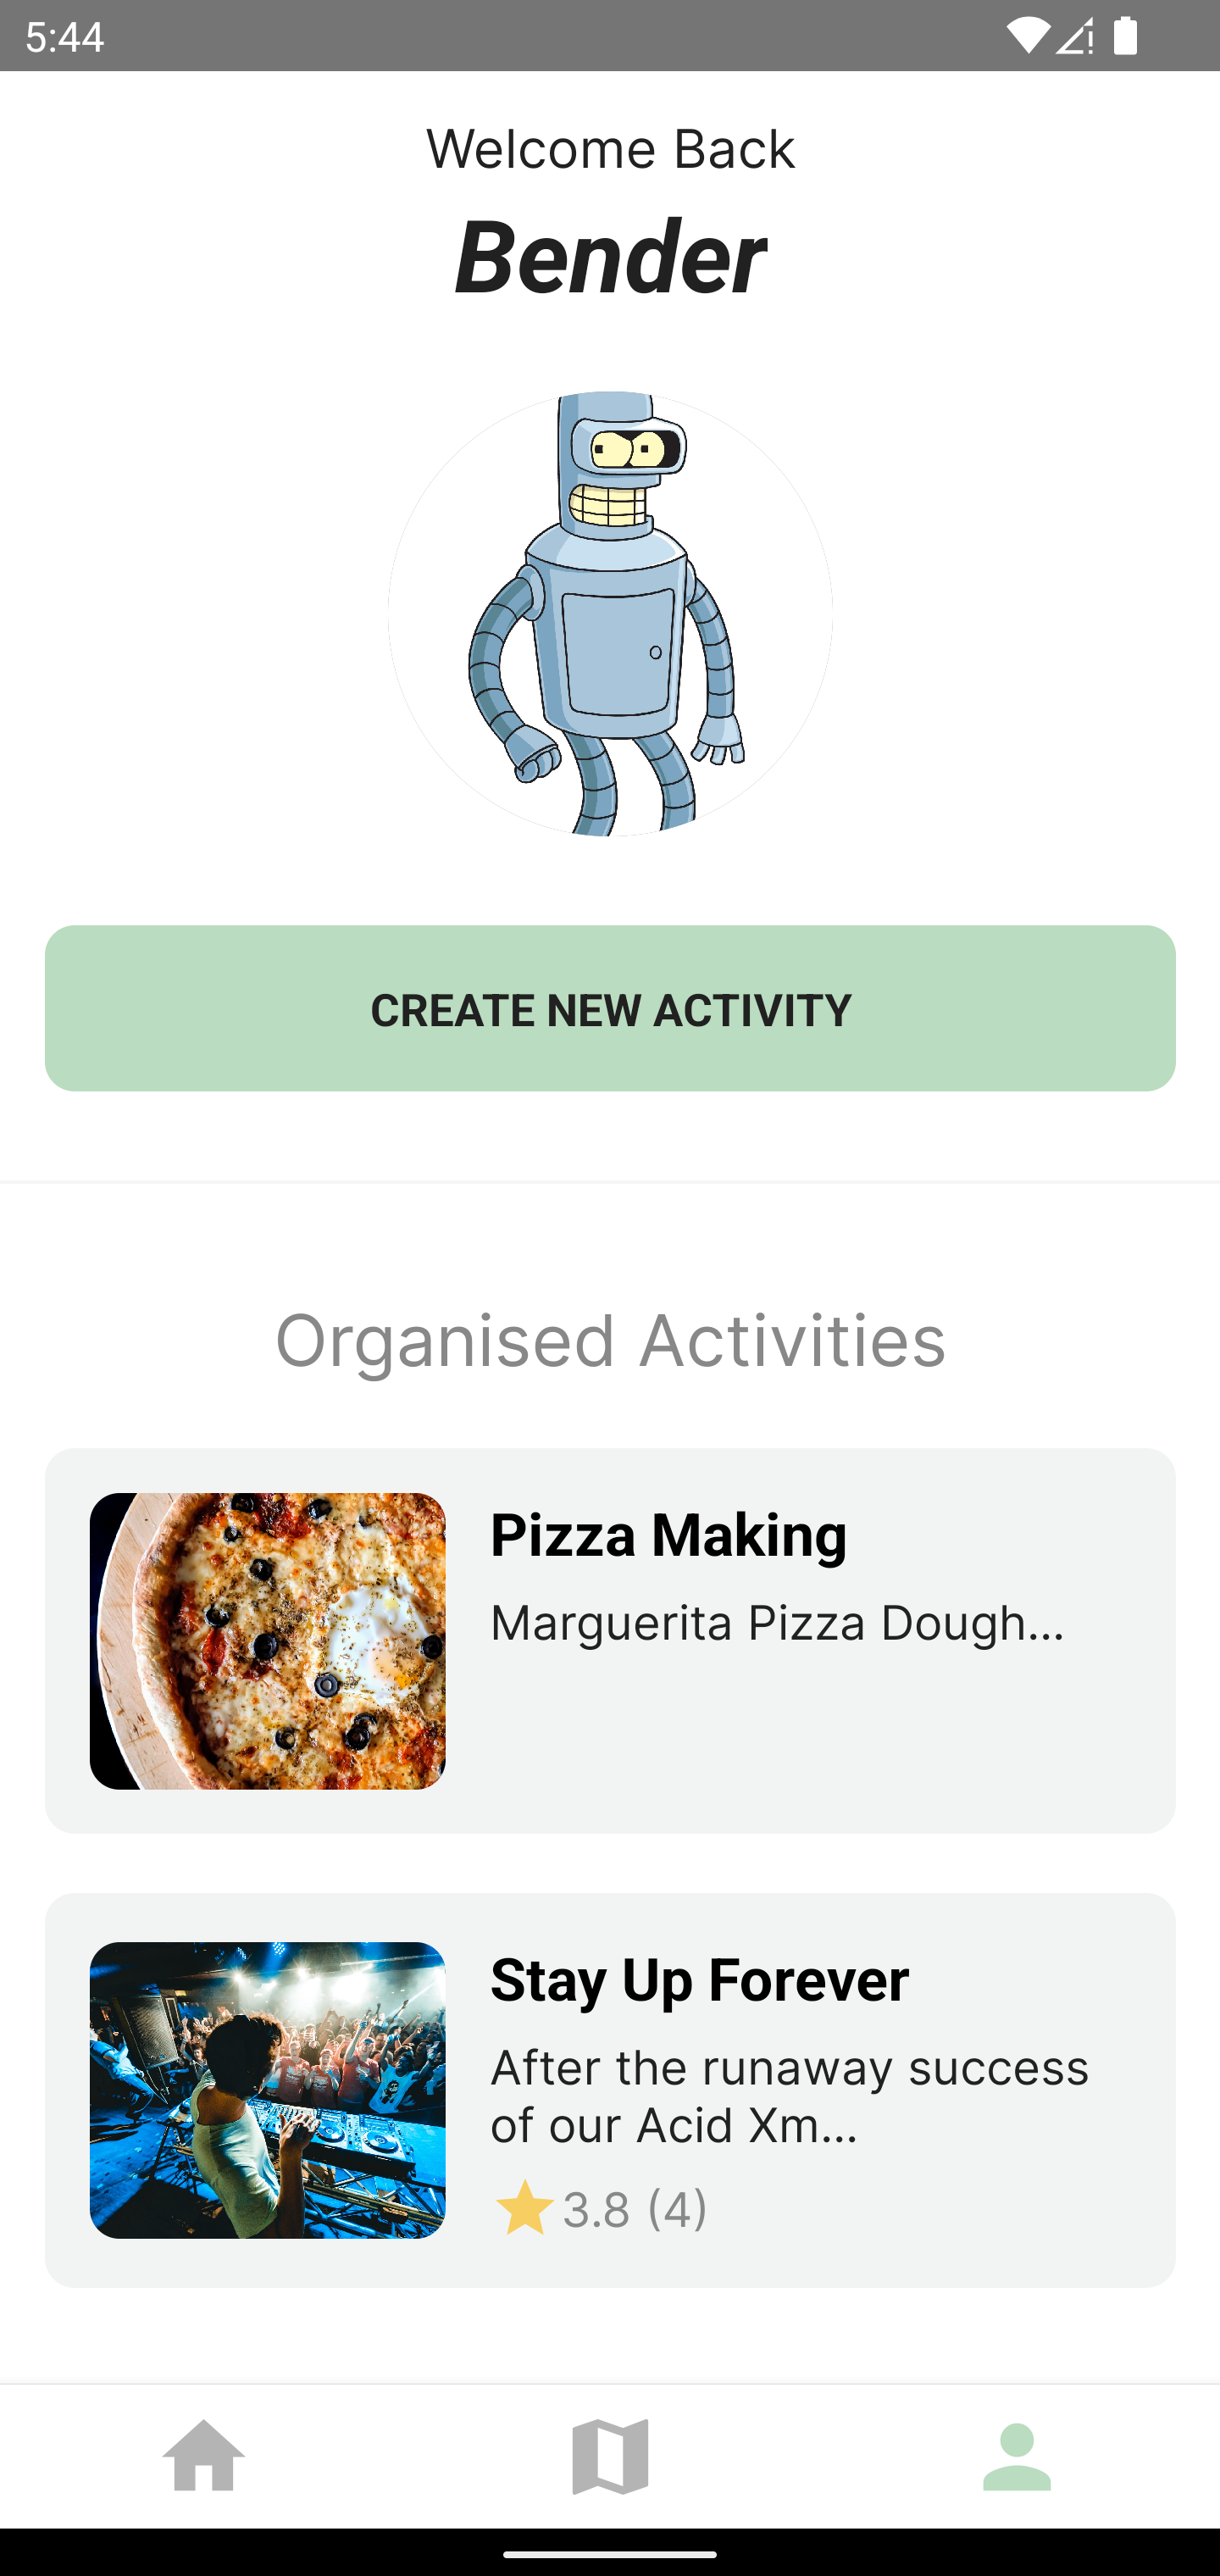 5:44
Welcome Back
Bender
CREATE NEW ACTIVITY
Organised Activities
Pizza Making
Marguerita Pizza Dough...
Stay Up Forever
After the runaway success
of our Acid Xm...
3.8 (4)